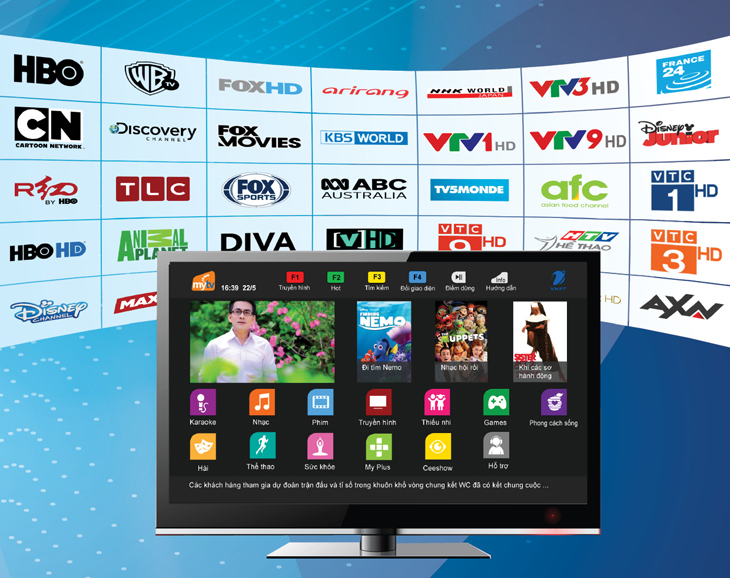 HBO
WB TV
FOX HD
arirang
NHK WORLD
JAPAN
VTV3 HD
FRANCE
24
CN
CARTOON NETWORK
Discovery
CHANNEL
FOX
MOVIES
KBS WORLD
VTV1 HD
VTV9 HD
Disney
Junior
RED
BY HBO
TLC
FOX
SPORTS
ABC
AUSTRALIA
TV5MONDE
afc
asian food channel
VTC
1 HD
HBO HD
ANIMAL
PLANET
DIVA
[V] HD
VTC
HD
HTV
THỂ THAO
VTC
3 HD
Disney
CHANNEL
MAX
HD
AXN
mytv
16:39 22/5
F1
Truyền hình
F2
Hot
F3
Tìm kiếm
F4
Đổi giao diện
Điểm dừng
Info
Hướng dẫn
VNPT
FINDING
NEMO
Đi tìm Nemo
MUPPETS
Nhạc hội rối
SISTER
Khi các sơ
hành động
Karaoke
Nhạc
Phim
Truyền hình
Thiếu nhi
Games
Phong cách sống
Hài
Thể thao
Sức khỏe
My Plus
Ceeshow
Hỗ trợ
Các khách hàng tham gia dự đoán trận đấu và tỉ số trong khuôn khổ vòng chung kết WC đã có kết chung cuộc ...